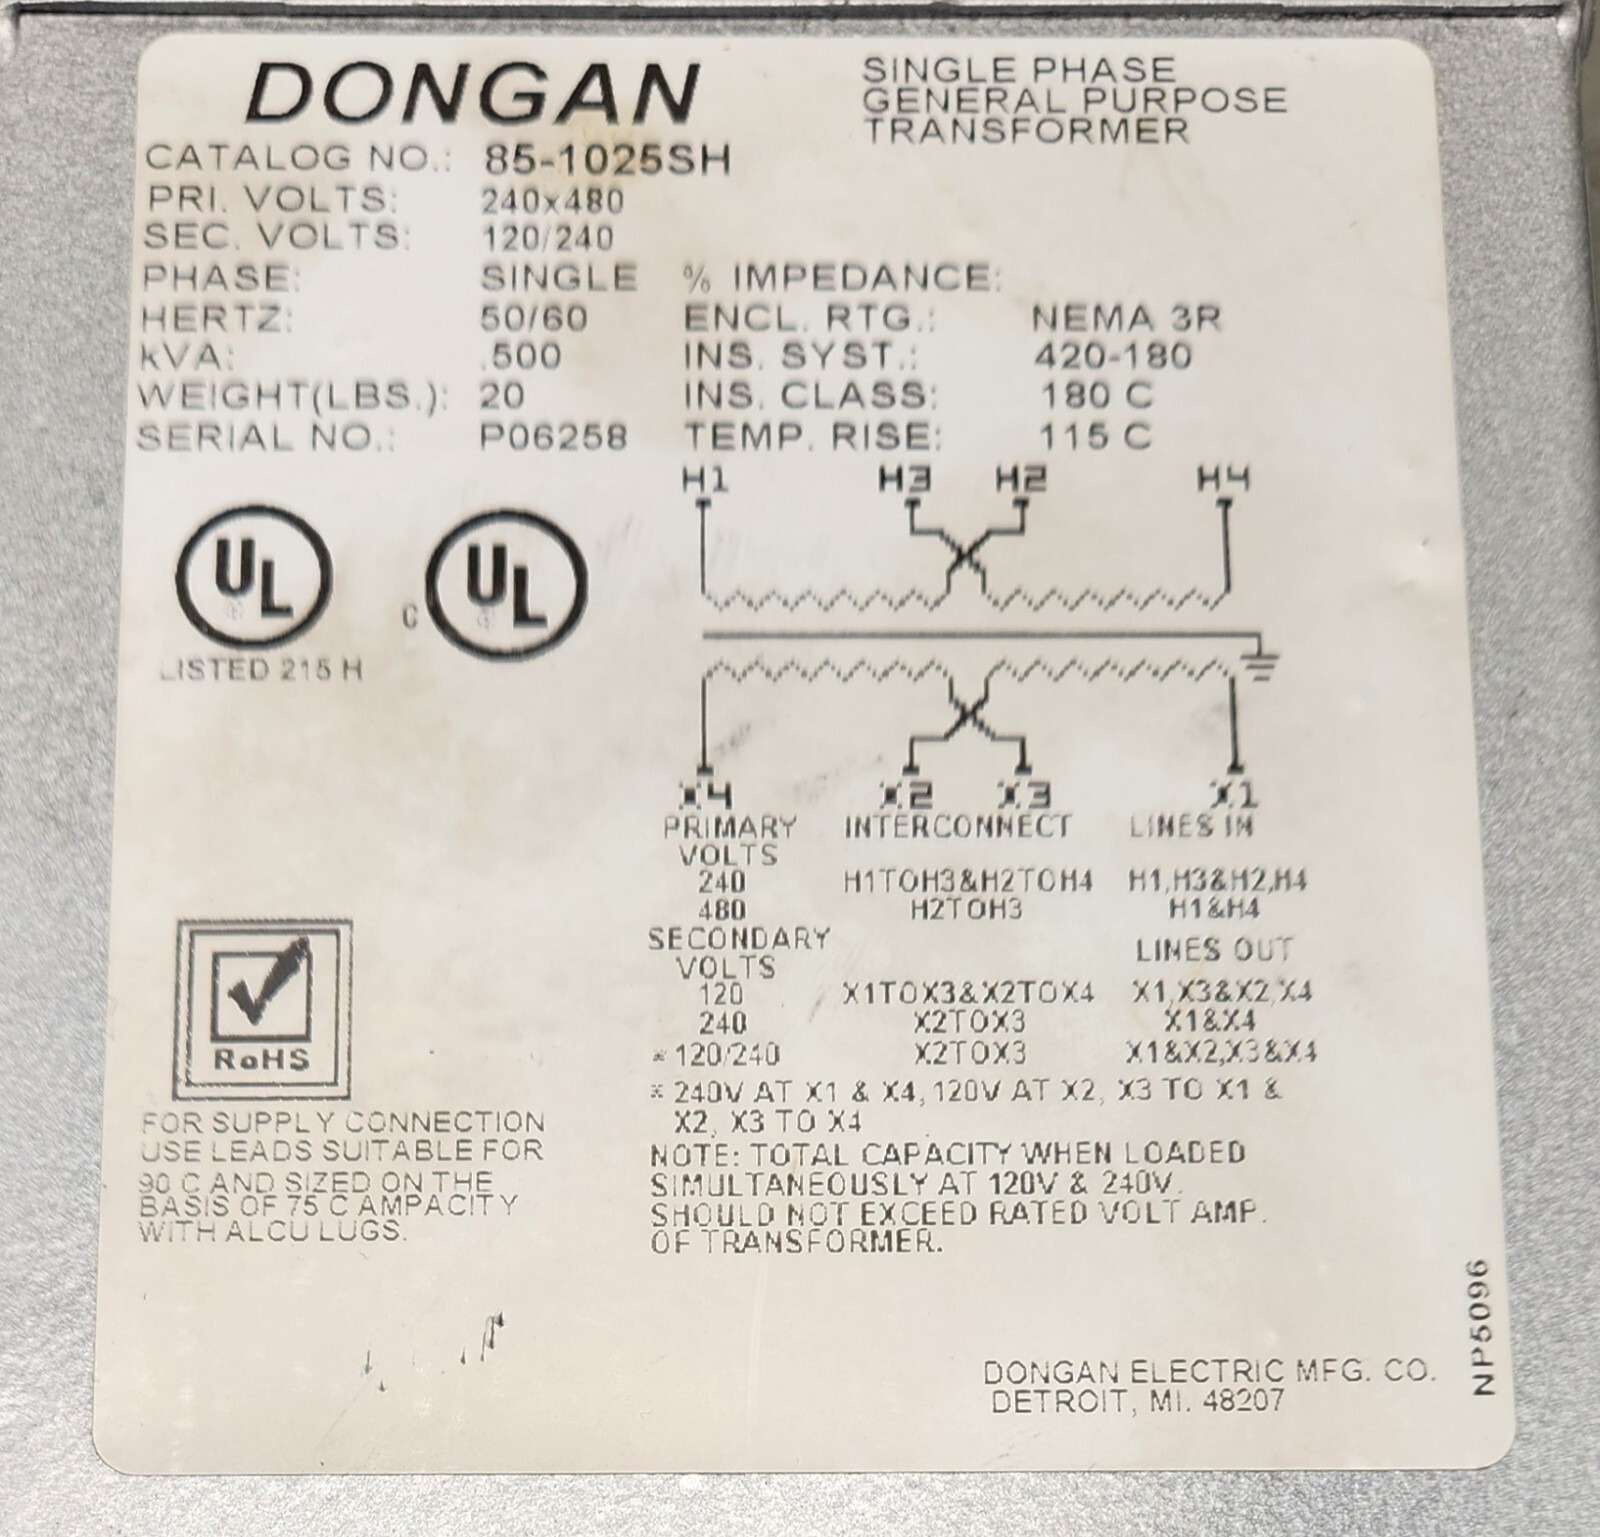 DONGAN
SINGLE PHASE
GENERAL PURPOSE
TRANSFORMER
CATALOG NO.: 85-1025SH
PRI. VOLTS: 240x480
SEC. VOLTS: 120/240
PHASE: SINGLE % IMPEDANCE:
HERTZ: 50/60 ENCL. RTG.: NEMA 3R
kVA: .500 INS. SYST.: 420-180
WEIGHT(LBS.): 20 INS. CLASS: 180 C
SERIAL NO.: P06258 TEMP. RISE: 115 C
H1 H3 H2 H4
UL
LISTED 215 H
C UL
X4 X2 X3 X1
PRIMARY VOLTS INTERCONNECT LINES IN
240 H1TOH3&H2TOH4 H1,H3&H2,H4
480 H2TOH3 H1&H4
SECONDARY VOLTS LINES OUT
120 X1TOX3&X2TOX4 X1,X3&X2,X4
240 X2TOX3 X1&X4
* 120/240 X2TOX3 X1&X2,X3&X4
* 240V AT X1 & X4, 120V AT X2, X3 TO X1 &
X2, X3 TO X4
NOTE: TOTAL CAPACITY WHEN LOADED
SIMULTANEOUSLY AT 120V & 240V.
SHOULD NOT EXCEED RATED VOLT AMP.
OF TRANSFORMER.
RoHS
FOR SUPPLY CONNECTION
USE LEADS SUITABLE FOR
90 C AND SIZED ON THE
BASIS OF 75 C AMPACITY
WITH ALCU LUGS.
DONGAN ELECTRIC MFG. CO.
DETROIT, MI. 48207
NP5096